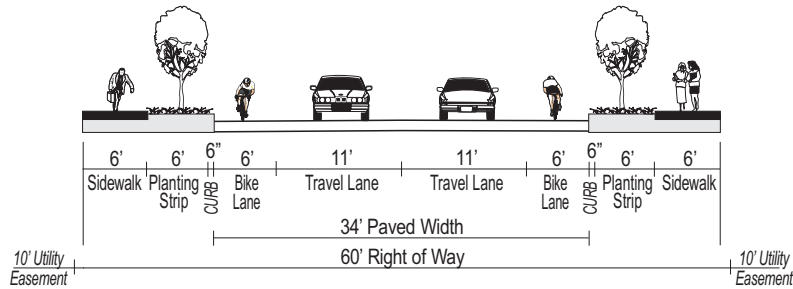 6’ 6’ 6” 6’ 11’ 11’ 6’ 6” 6’ 6’
Sidewalk Planting Strip CURB Bike Lane Travel Lane Travel Lane Bike Lane CURB Planting Strip Sidewalk
34’ Paved Width
10’ Utility Easement 60’ Right of Way 10’ Utility Easement